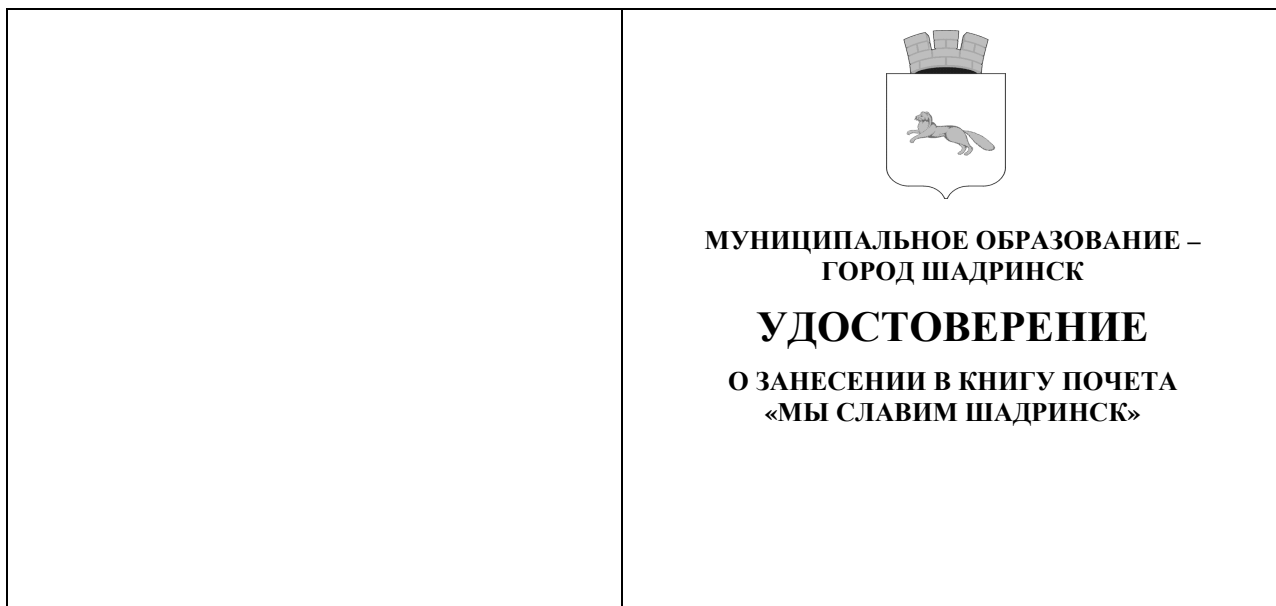 МУНИЦИПАЛЬНОЕ ОБРАЗОВАНИЕ –
ГОРОД ШАДРИНСК
УДОСТОВЕРЕНИЕ
О ЗАНЕСЕНИИ В КНИГУ ПОЧЕТА
«МЫ СЛАВИМ ШАДРИНСК»